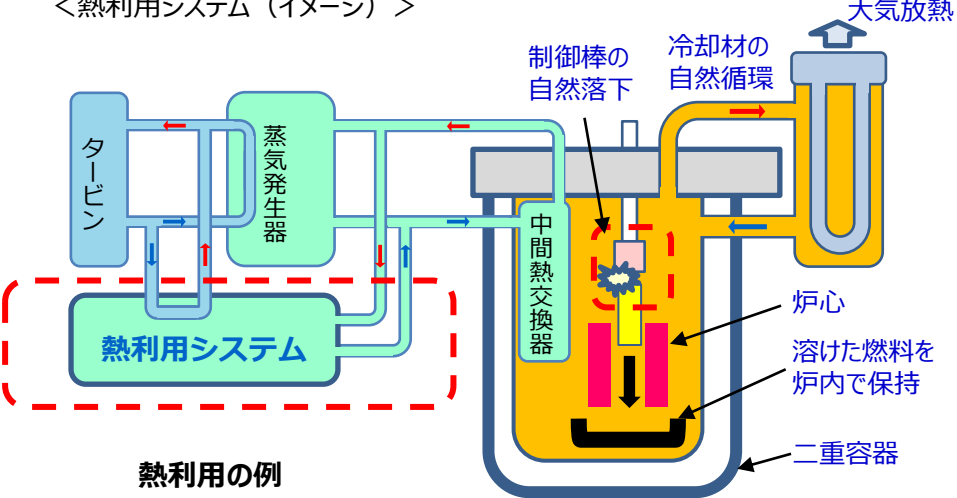 ＜熱利用システム（イメージ）＞
大気放熱
制御棒の
自然落下
冷却材の
自然循環
タービン
蒸気発生器
中間熱交換器
熱利用システム
炉心
溶けた燃料を
炉内で保持
二重容器
熱利用の例